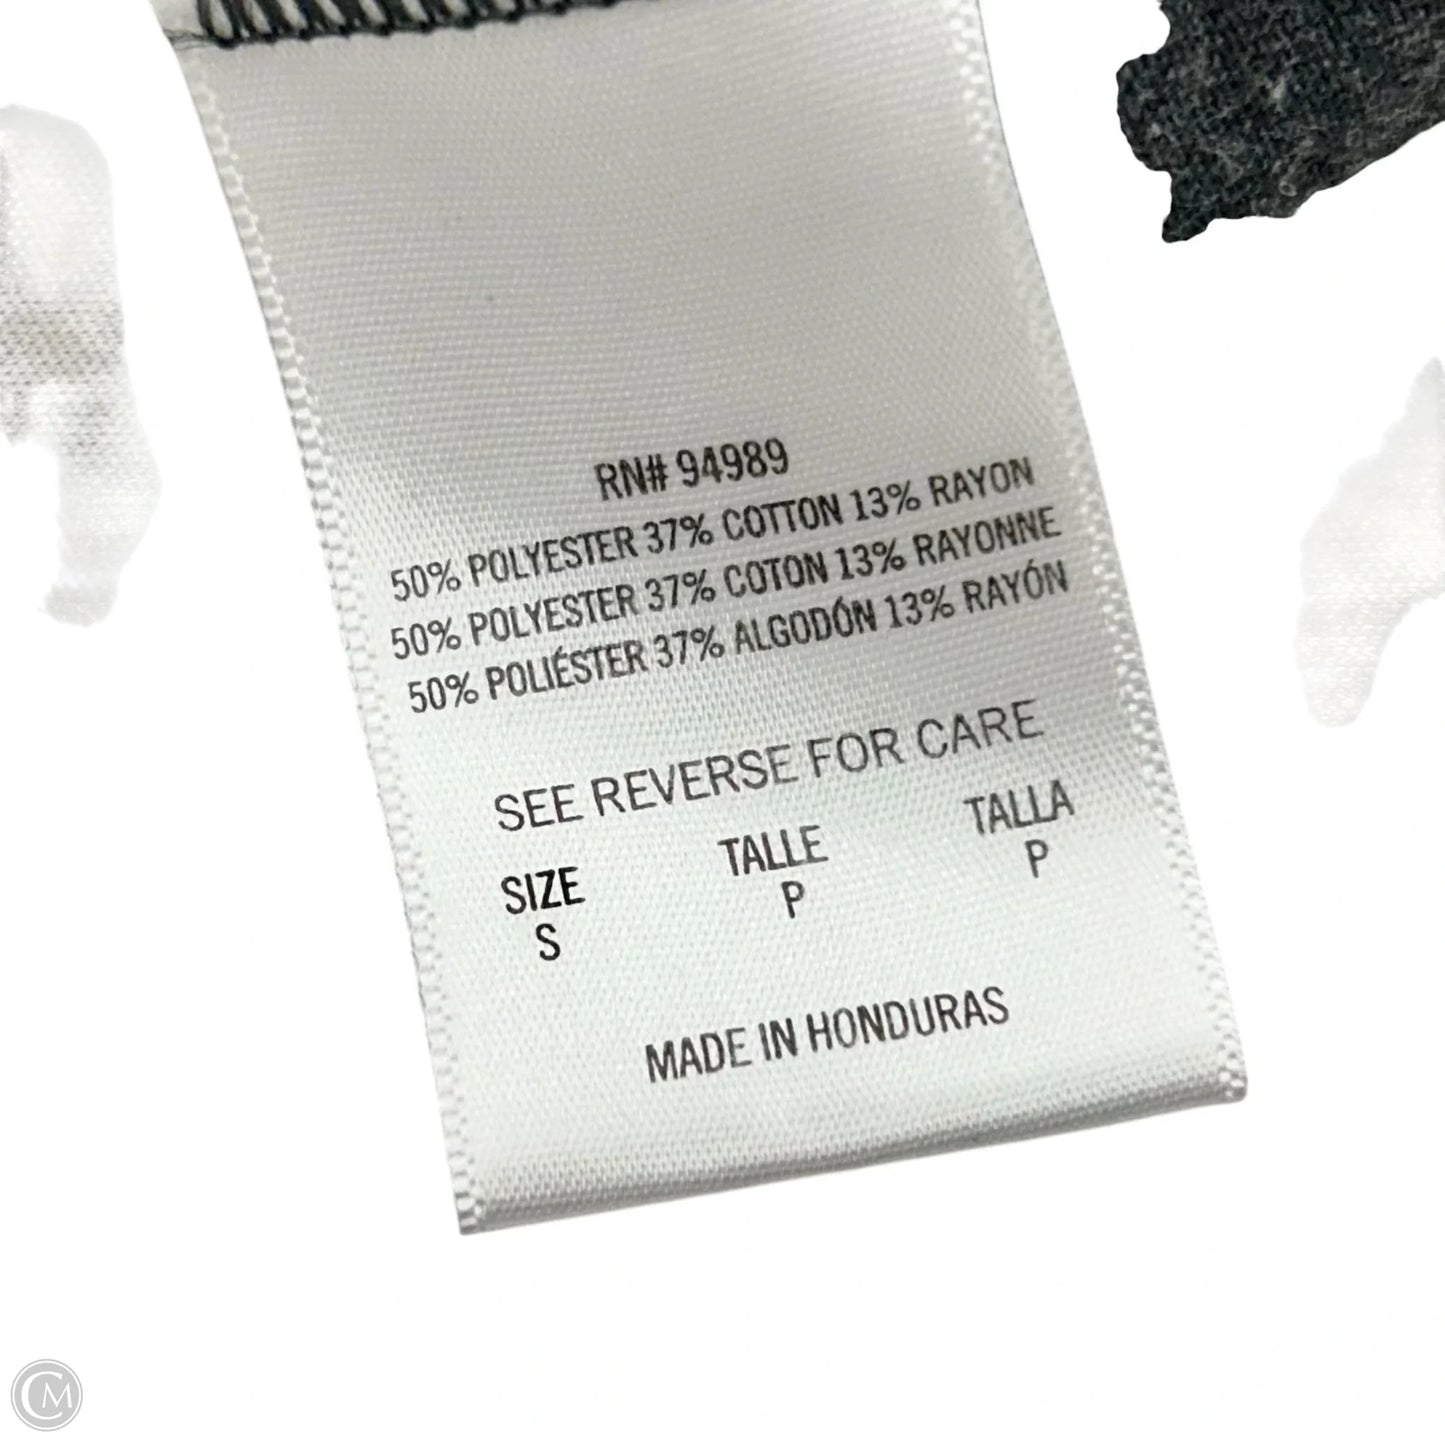 RN# 94989
50% POLYESTER 37% COTTON 13% RAYON
50% POLYESTER 37% COTON 13% RAYONNE
50% POLIÉSTER 37% ALGODÓN 13% RAYÓN
SEE REVERSE FOR CARE
SIZE TALLE TALLA
S P P
MADE IN HONDURAS
CM